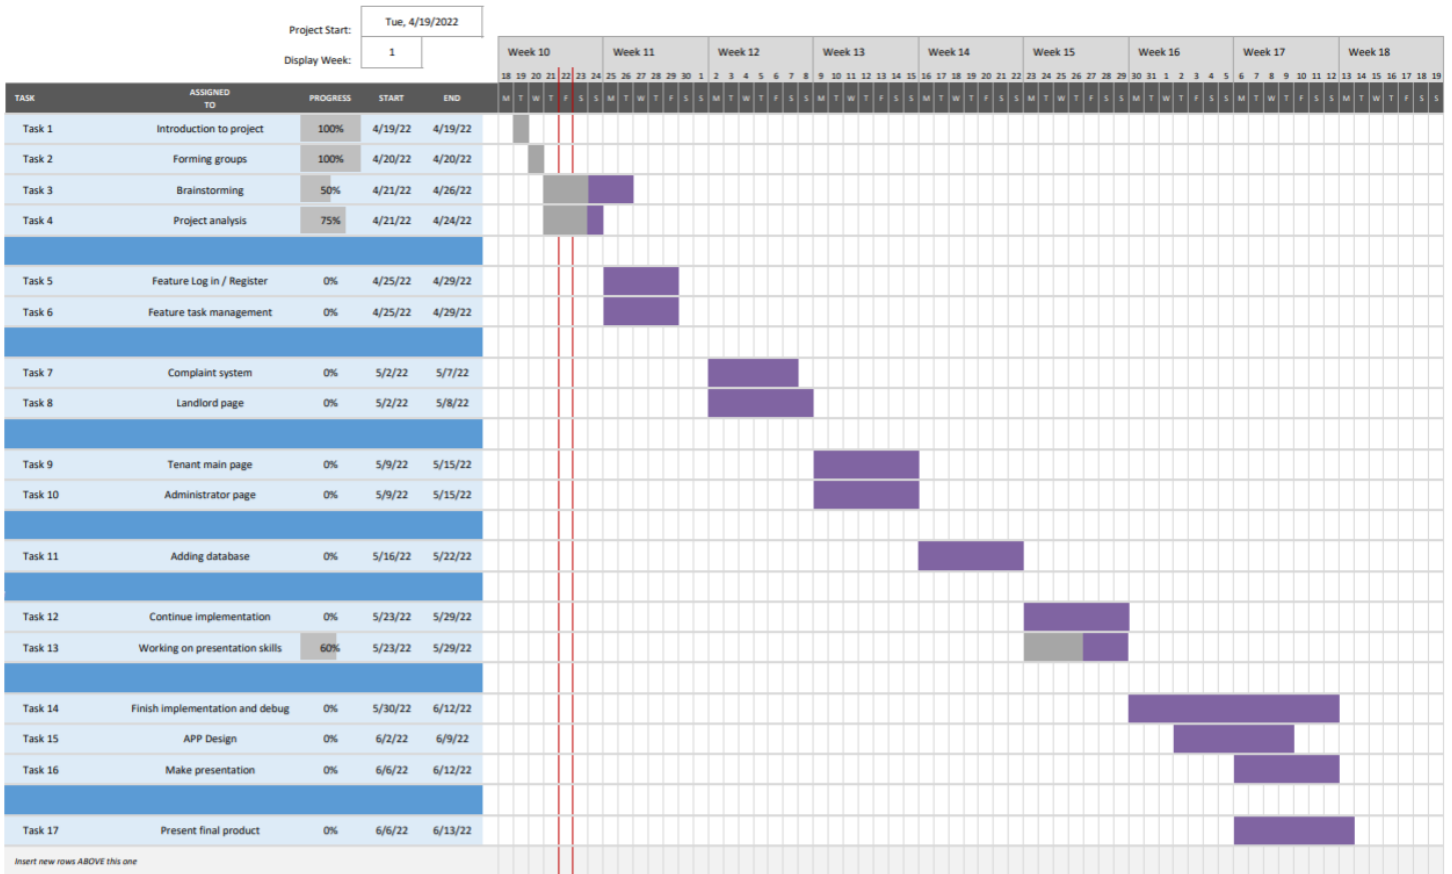 Project Start: Tue, 4/19/2022
Display Week: 1
Week 10 Week 11 Week 12 Week 13 Week 14 Week 15 Week 16 Week 17 Week 18
18 19 20 21 22 23 24 25 26 27 28 29 30 1 2 3 4 5 6 7 8 9 10 11 12 13 14 15 16 17 18 19 20 21 22 23 24 25 26 27 28 29 30 31 1 2 3 4 5 6 7 8 9 10 11 12 13 14 15 16 17 18 19
TASK ASSIGNED TO PROGRESS START END M T W T F S S M T W T F S S M T W T F S S M T W T F S S M T W T F S S M T W T F S S M T W T F S S M T W T F S S M T W T F S S
Task 1 Introduction to project 100% 4/19/22 4/19/22
Task 2 Forming groups 100% 4/20/22 4/20/22
Task 3 Brainstorming 50% 4/21/22 4/26/22
Task 4 Project analysis 75% 4/21/22 4/24/22
Task 5 Feature Log in / Register 0% 4/25/22 4/29/22
Task 6 Feature task management 0% 4/25/22 4/29/22
Task 7 Complaint system 0% 5/2/22 5/7/22
Task 8 Landlord page 0% 5/2/22 5/8/22
Task 9 Tenant main page 0% 5/9/22 5/15/22
Task 10 Administrator page 0% 5/9/22 5/15/22
Task 11 Adding database 0% 5/16/22 5/22/22
Task 12 Continue implementation 0% 5/23/22 5/29/22
Task 13 Working on presentation skills 60% 5/23/22 5/29/22
Task 14 Finish implementation and debug 0% 5/30/22 6/12/22
Task 15 APP Design 0% 6/2/22 6/9/22
Task 16 Make presentation 0% 6/6/22 6/12/22
Task 17 Present final product 0% 6/6/22 6/13/22
Insert new rows ABOVE this one